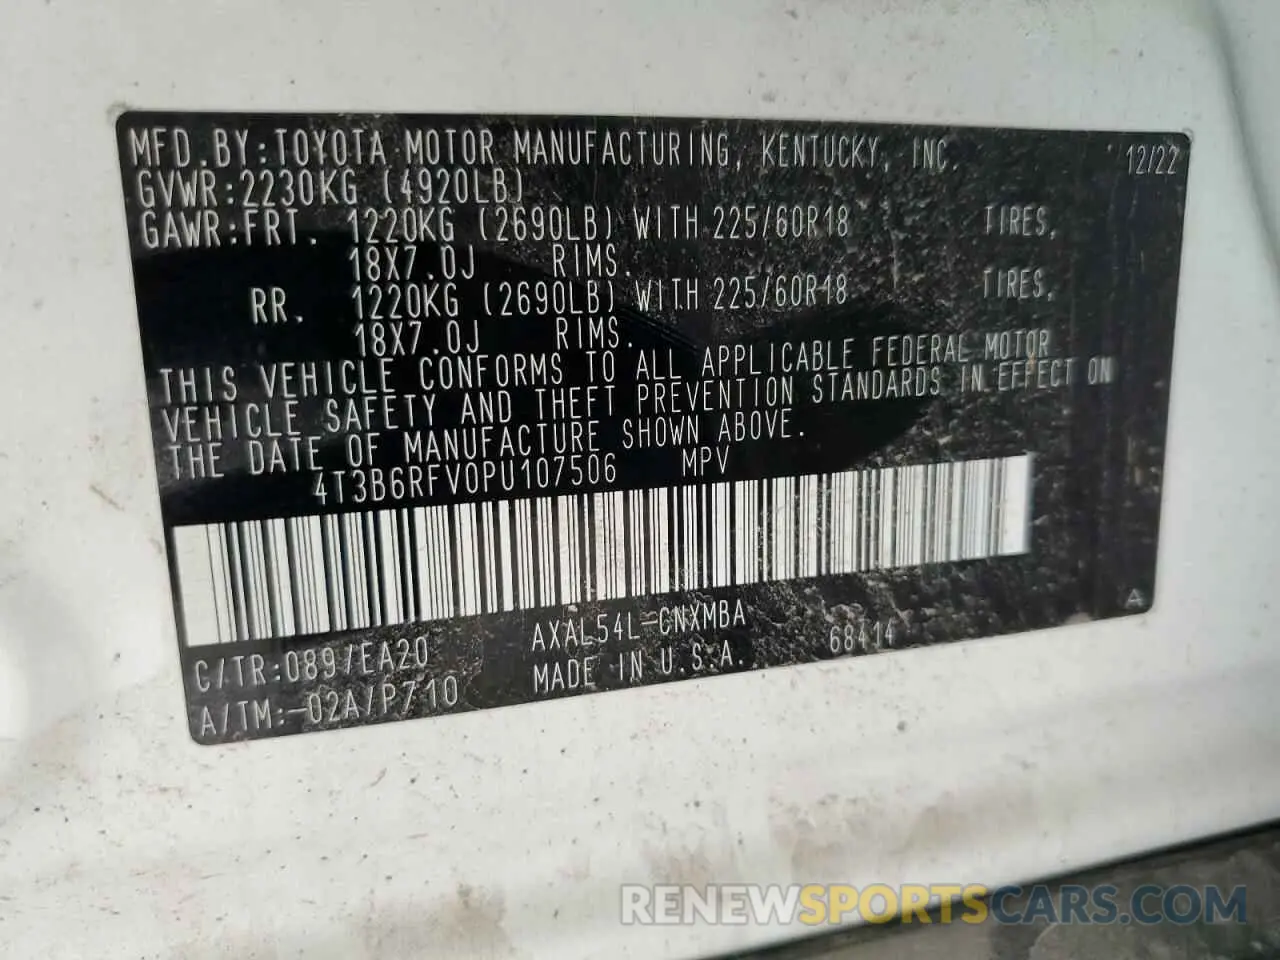 MFD.BY:TOYOTA MOTOR MANUFACTURING, KENTUCKY, INC. 12/22
GVWR:2230KG (4920LB)
GAWR:FRT. 1220KG (2690LB) WITH 225/60R18 TIRES,
18X7.0J RIMS.
RR. 1220KG (2690LB) WITH 225/60R18 TIRES,
18X7.0J RIMS.
THIS VEHICLE CONFORMS TO ALL APPLICABLE FEDERAL MOTOR
VEHICLE SAFETY AND THEFT PREVENTION STANDARDS IN EFFECT ON
THE DATE OF MANUFACTURE SHOWN ABOVE.
4T3B6RFV0PU107506 MPV
C/TR:089/EA20 AXAL54L-CNXMBA
A/TM:-02A/P710 MADE IN U.S.A. 68414 A
RENEWSPORTSCARS.COM